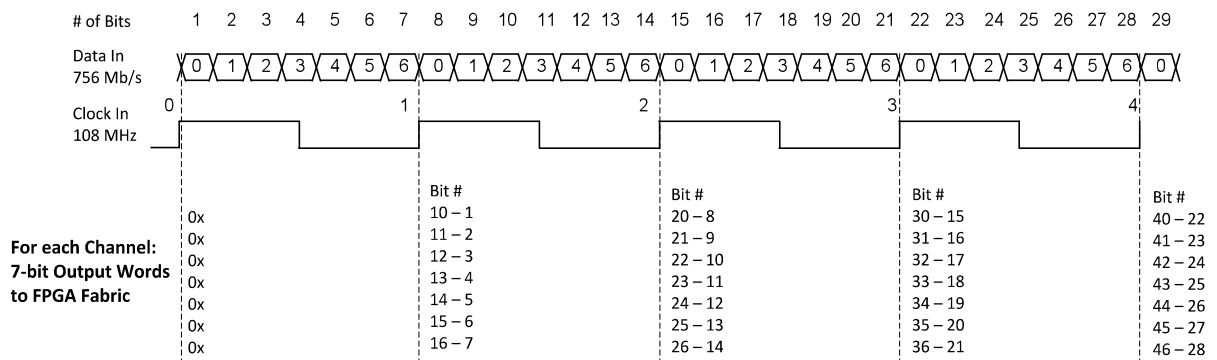 # of Bits 1 2 3 4 5 6 7 8 9 10 11 12 13 14 15 16 17 18 19 20 21 22 23 24 25 26 27 28 29
Data In
756 Mb/s
0 1 2 3 4 5 6 0 1 2 3 4 5 6 0 1 2 3 4 5 6 0 1 2 3 4 5 6 0
0 1 2 3 4
Clock In
108 MHz
For each Channel:
7-bit Output Words
to FPGA Fabric
0x
0x
0x
0x
0x
0x
0x
Bit #
10 – 1
11 – 2
12 – 3
13 – 4
14 – 5
15 – 6
16 – 7
Bit #
20 – 8
21 – 9
22 – 10
23 – 11
24 – 12
25 – 13
26 – 14
Bit #
30 – 15
31 – 16
32 – 17
33 – 18
34 – 19
35 – 20
36 – 21
Bit #
40 – 22
41 – 23
42 – 24
43 – 25
44 – 26
45 – 27
46 – 28